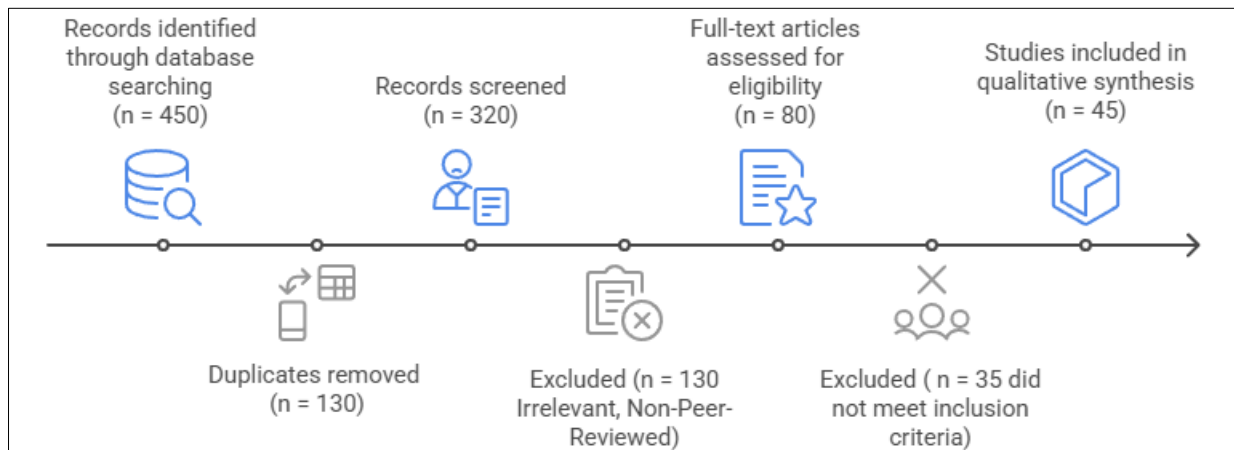 Records identified
through database
searching
(n = 450)
Duplicates removed
(n = 130)
Records screened
(n = 320)
Excluded (n = 130
Irrelevant, Non-Peer-
Reviewed)
Full-text articles
assessed for
eligibility
(n = 80)
Excluded ( n = 35 did
not meet inclusion
criteria)
Studies included in
qualitative synthesis
(n = 45)